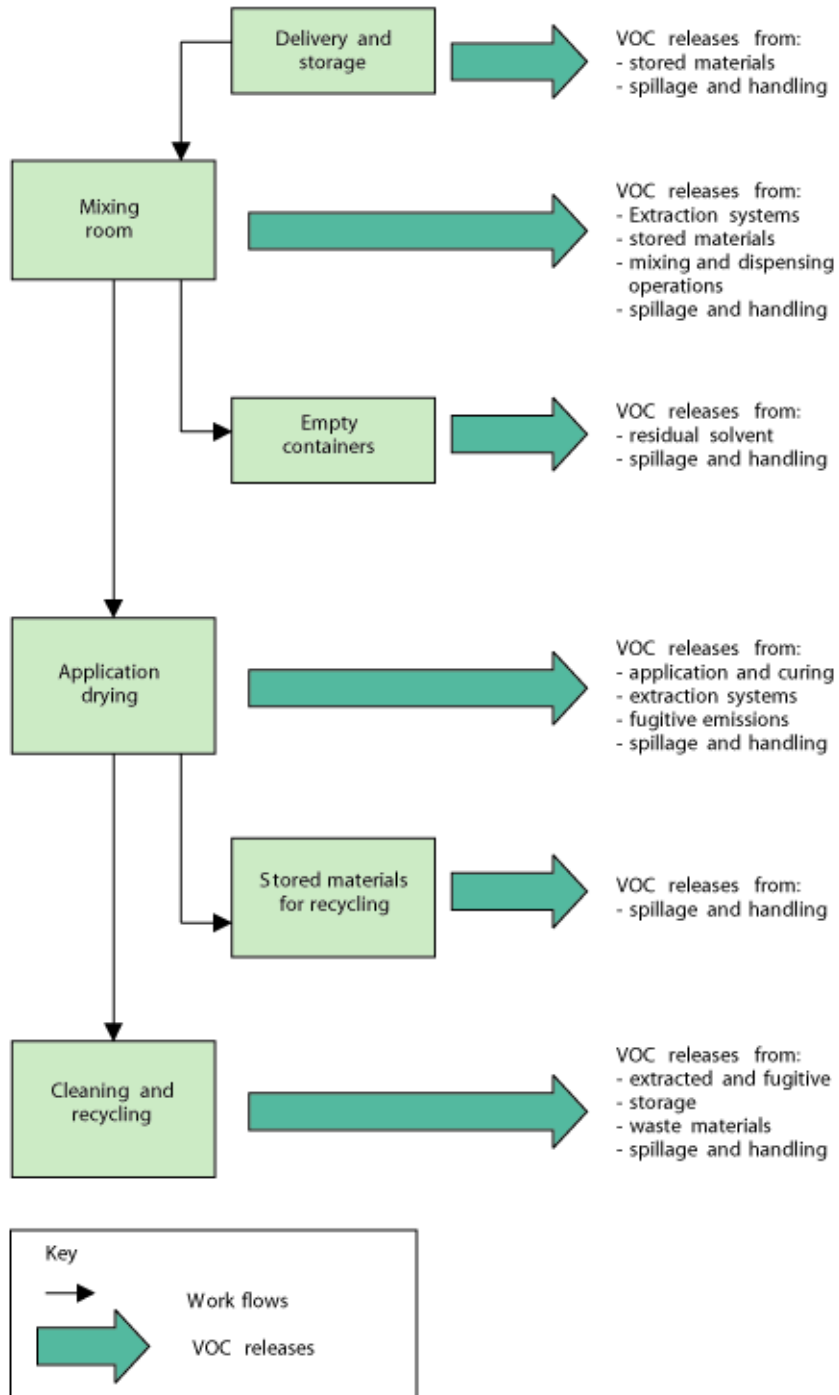 Delivery and
storage
VOC releases from:
- stored materials
- spillage and handling
Mixing
room
VOC releases from:
- Extraction systems
- stored materials
- mixing and dispensing
operations
- spillage and handling
Empty
containers
VOC releases from:
- residual solvent
- spillage and handling
Application
drying
VOC releases from:
- application and curing
- extraction systems
- fugitive emissions
- spillage and handling
Stored materials
for recycling
VOC releases from:
- spillage and handling
Cleaning and
recycling
VOC releases from:
- extracted and fugitive
- storage
- waste materials
- spillage and handling
Key
Work flows
VOC releases